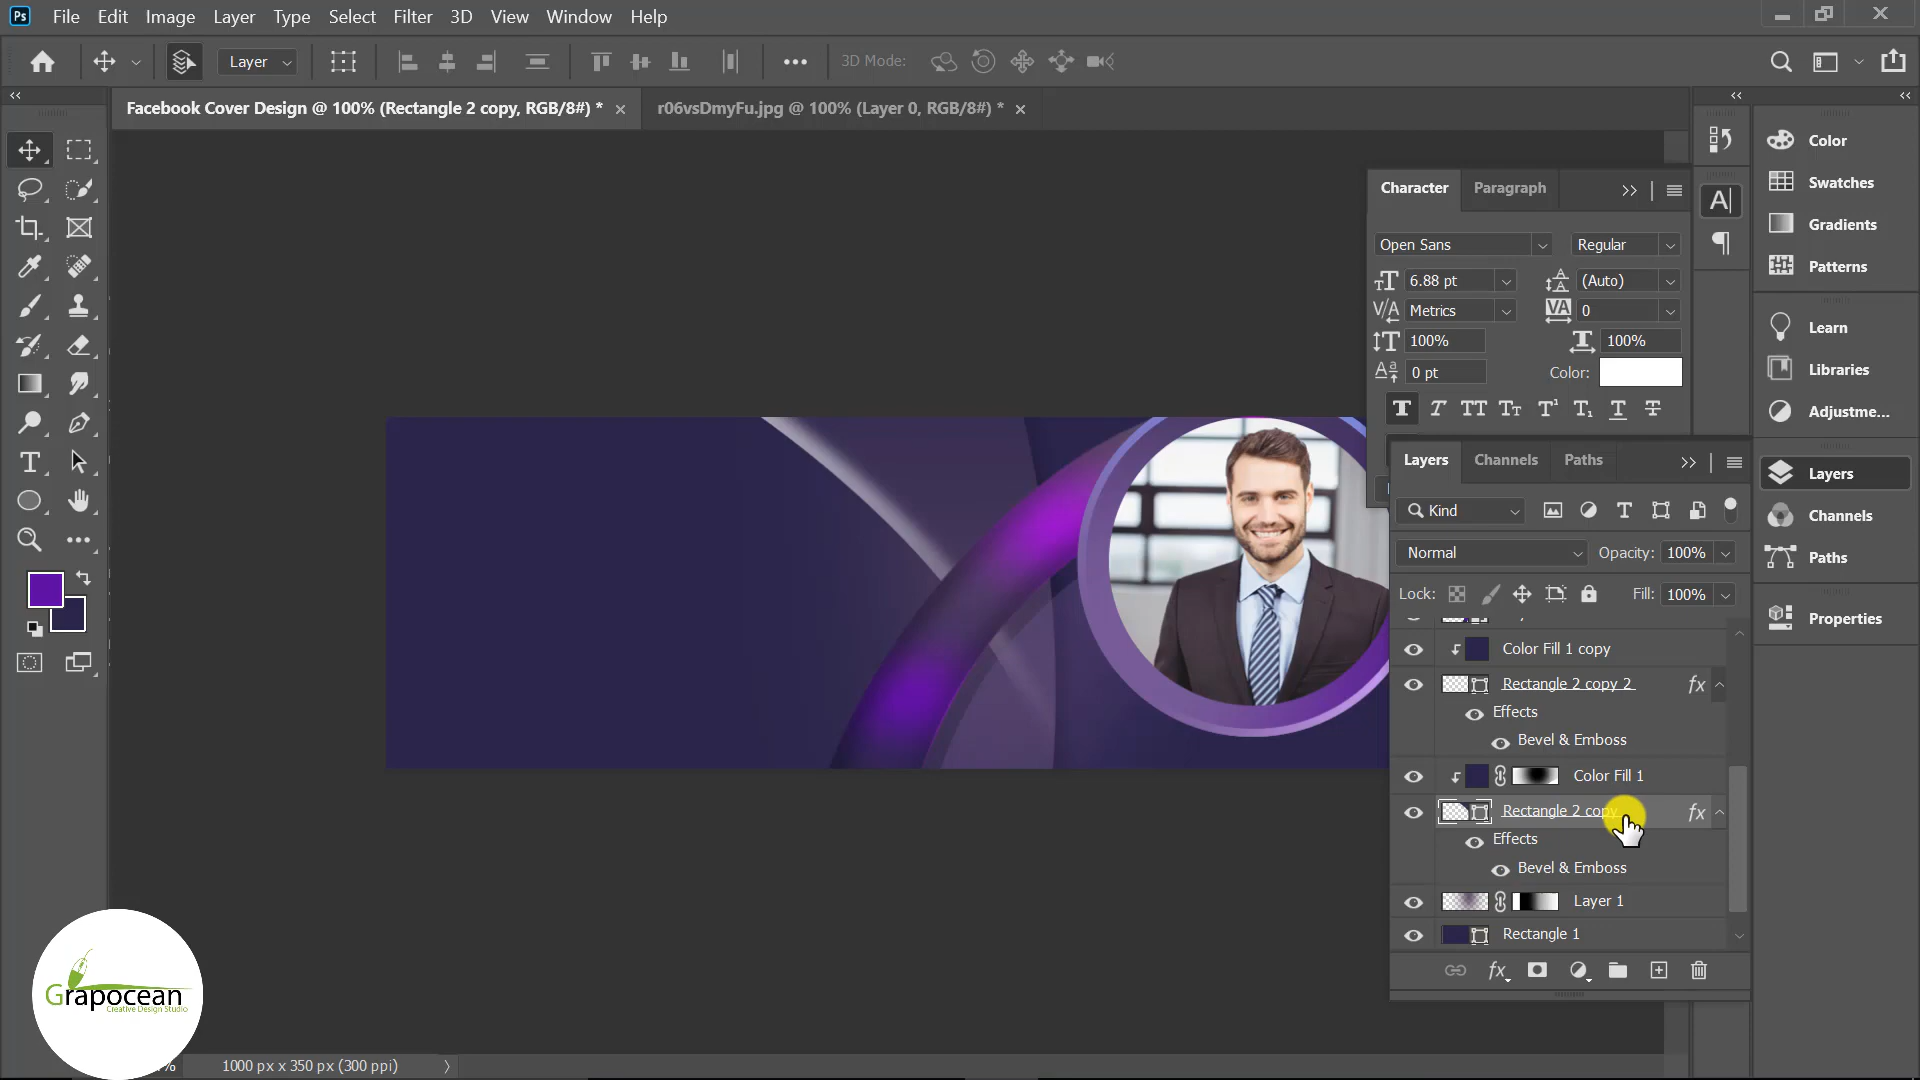 Ps File Edit Image Layer Type Select Filter 3D View Window Help
Layer 3D Mode:
Facebook Cover Design @ 100% (Rectangle 2 copy, RGB/8#) * r06vsDmyFu.jpg @ 100% (Layer 0, RGB/8#) *
Character Paragraph
Open Sans Regular
6.88 pt (Auto)
Metrics 0
100% 100%
0 pt Color:
Layers Channels Paths
Kind
Normal Opacity: 100%
Lock: Fill: 100%
Color Fill 1 copy
Rectangle 2 copy 2 fx
Effects
Bevel & Emboss
Color Fill 1
Rectangle 2 copy fx
Effects
Bevel & Emboss
Layer 1
Rectangle 1
fx
Color
Swatches
Gradients
Patterns
Learn
Libraries
Adjustme...
Layers
Channels
Paths
Properties
Grapocean
Creative Design Studio
% 1000 px x 350 px (300 ppi)